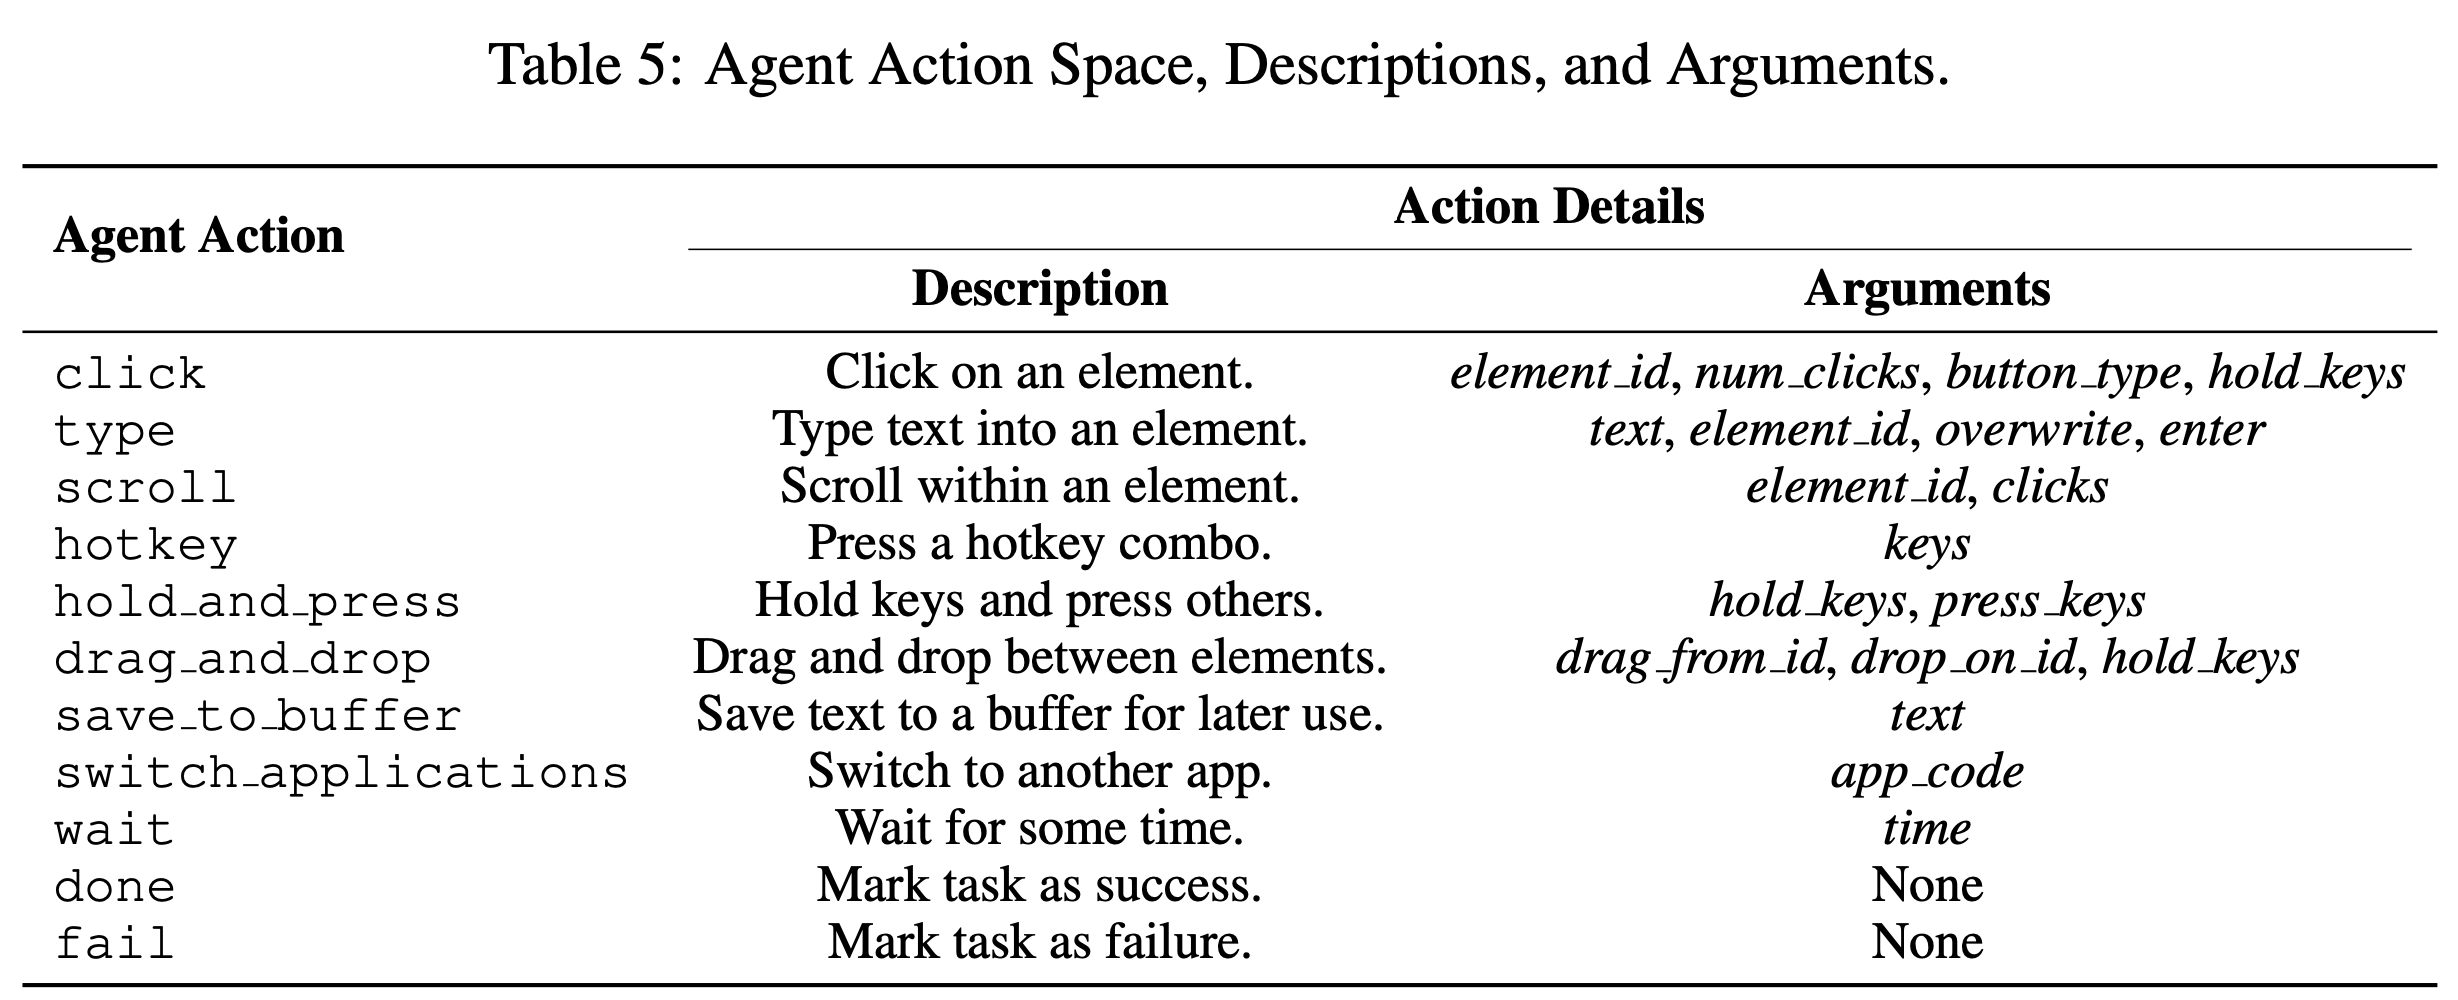 Table 5: Agent Action Space, Descriptions, and Arguments.
Agent Action Action Details
Description Arguments
click Click on an element. element_id, num_clicks, button_type, hold_keys
type Type text into an element. text, element_id, overwrite, enter
scroll Scroll within an element. element_id, clicks
hotkey Press a hotkey combo. keys
hold_and_press Hold keys and press others. hold_keys, press_keys
drag_and_drop Drag and drop between elements. drag_from_id, drop_on_id, hold_keys
save_to_buffer Save text to a buffer for later use. text
switch_applications Switch to another app. app_code
wait Wait for some time. time
done Mark task as success. None
fail Mark task as failure. None